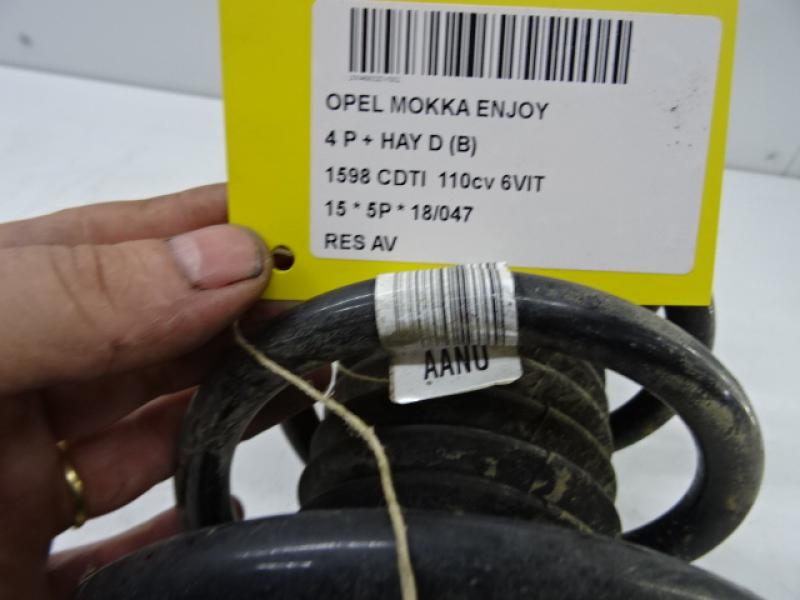 OPEL MOKKA ENJOY
4 P + HAY D (B)
1598 CDTI 110cv 6VIT
15 * 5P * 18/047
RES AV
AANU